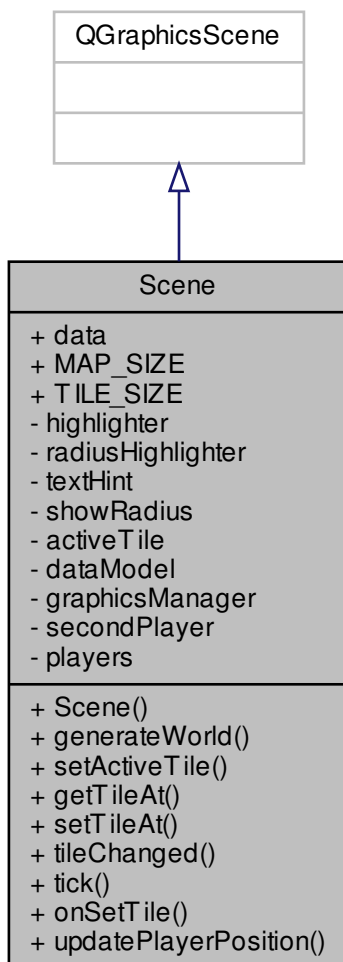 QGraphicsScene
Scene
+ data
+ MAP_SIZE
+ TILE_SIZE
- highlighter
- radiusHighlighter
- textHint
- showRadius
- activeTile
- dataModel
- graphicsManager
- secondPlayer
- players
+ Scene()
+ generateWorld()
+ setActiveTile()
+ getTileAt()
+ setTileAt()
+ tileChanged()
+ tick()
+ onSetTile()
+ updatePlayerPosition()